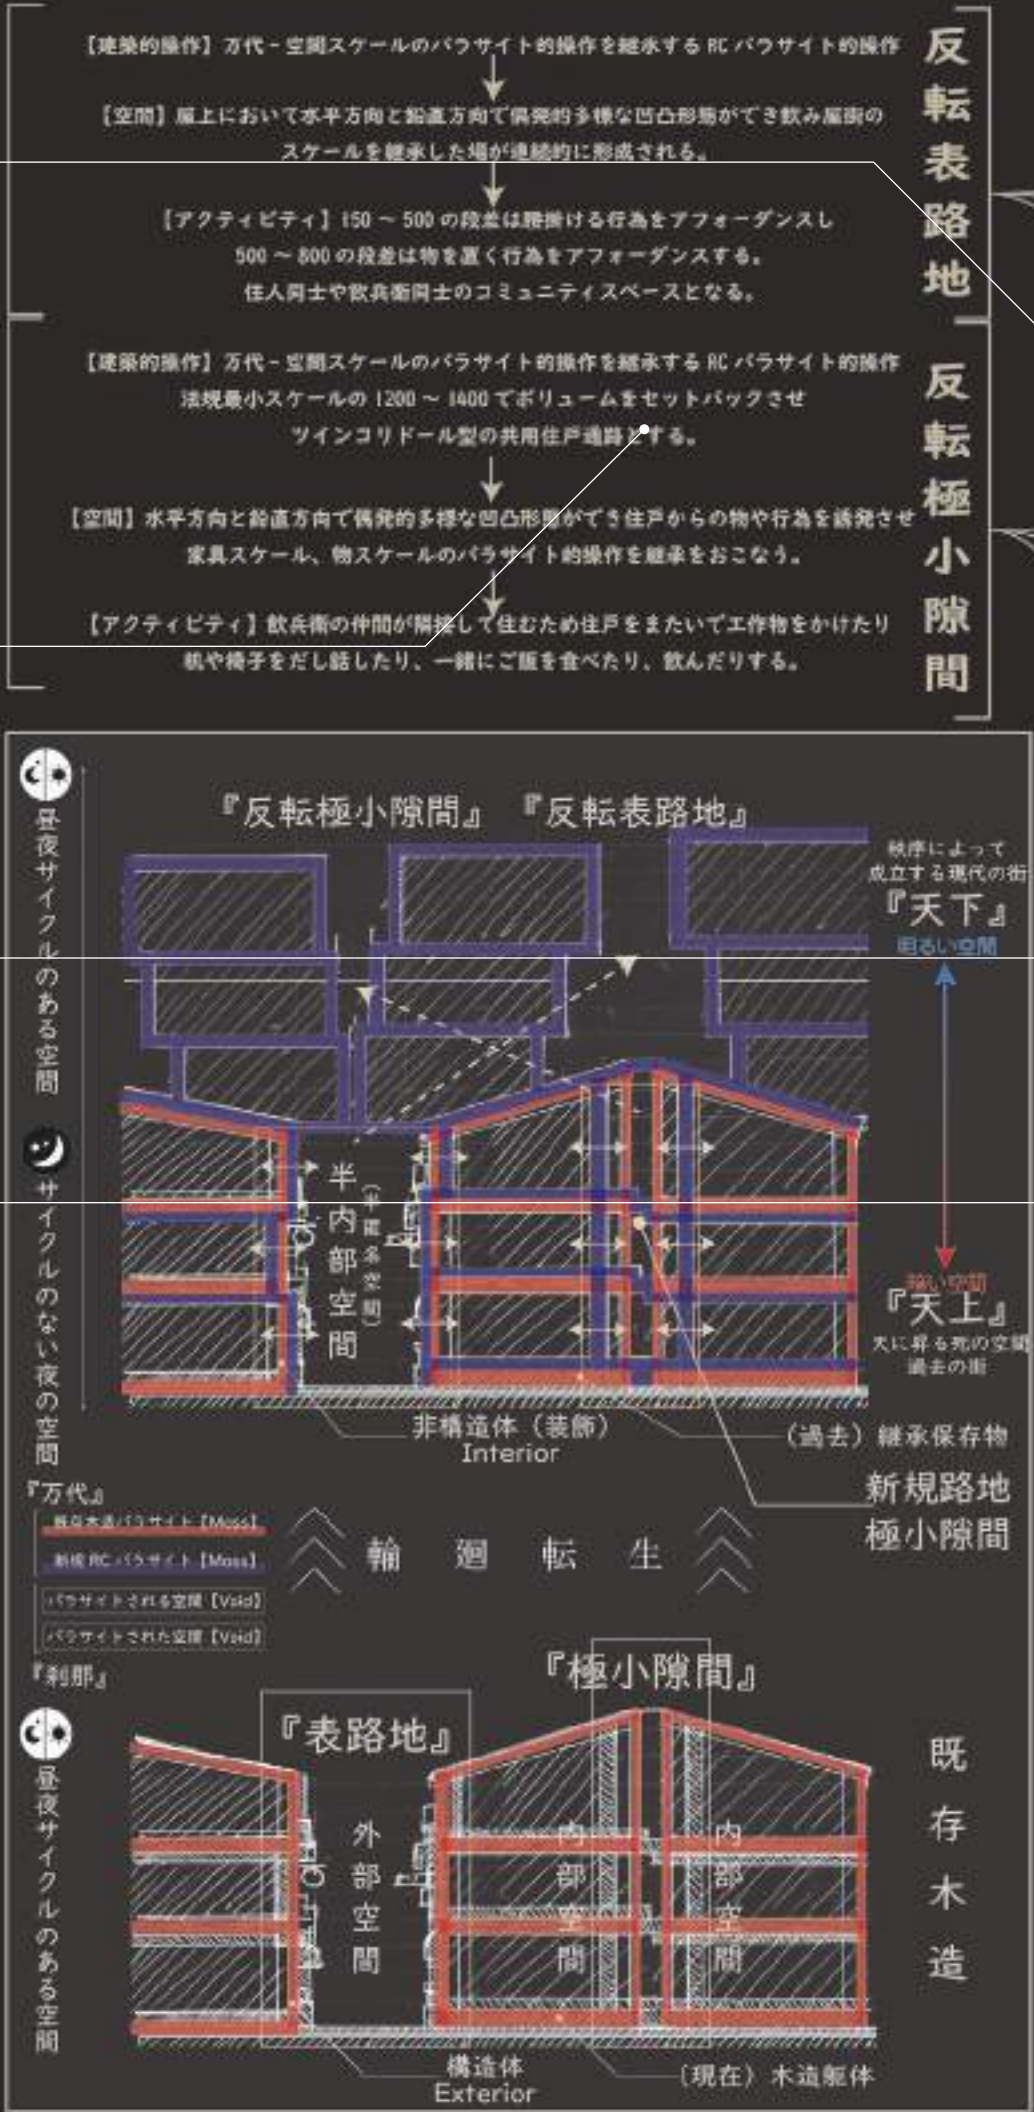 【建築的操作】万代－空間スケールのパラサイト的操作を継承する RC パラサイト的操作
【空間】屋上において水平方向と鉛直方向で偶発的多様な凹凸形態ができ飲み屋街の
スケールを継承した場が連続的に形成される。
【アクティビティ】150 〜 500 の段差は腰掛ける行為をアフォーダンスし
500 〜 800 の段差は物を置く行為をアフォーダンスする。
住人同士や飲兵衛同士のコミュニティスペースとなる。
反転表路地
【建築的操作】万代－空間スケールのパラサイト的操作を継承する RC パラサイト的操作
法規最小スケールの 1200 〜 1400 でボリュームをセットバックさせ
ツインコリドール型の共用住戸通路とする。
【空間】水平方向と鉛直方向で偶発的多様な凹凸形態ができ住戸からの物や行為を誘発させ
家具スケール、物スケールのパラサイト的操作を継承をおこなう。
【アクティビティ】飲兵衛の仲間が隣接して住むため住戸をまたいで工作物をかけたり
机や椅子をだし話したり、一緒にご飯を食べたり、飲んだりする。
反転極小隙間
昼夜サイクルのある空間
サイクルのない夜の空間
『反転極小隙間』 『反転表路地』
秩序によって
成立する現代の街
『天下』
明るい空間
暗い空間
『天上』
天に昇る死の空間
過去の街
半内部空間
非構造体（装飾）
Interior
（過去）継承保存物
新規路地
極小隙間
『万代』
既存木造パラサイト【Mass】
新規 RC パラサイト【Mass】
パラサイトされる空間【Void】
パラサイトされた空間【Void】
『刹那』
輪廻転生
『極小隙間』
『表路地』
昼夜サイクルのある空間
外部空間
内部空間
内部空間
既存木造
構造体
Exterior
（現在）木造躯体